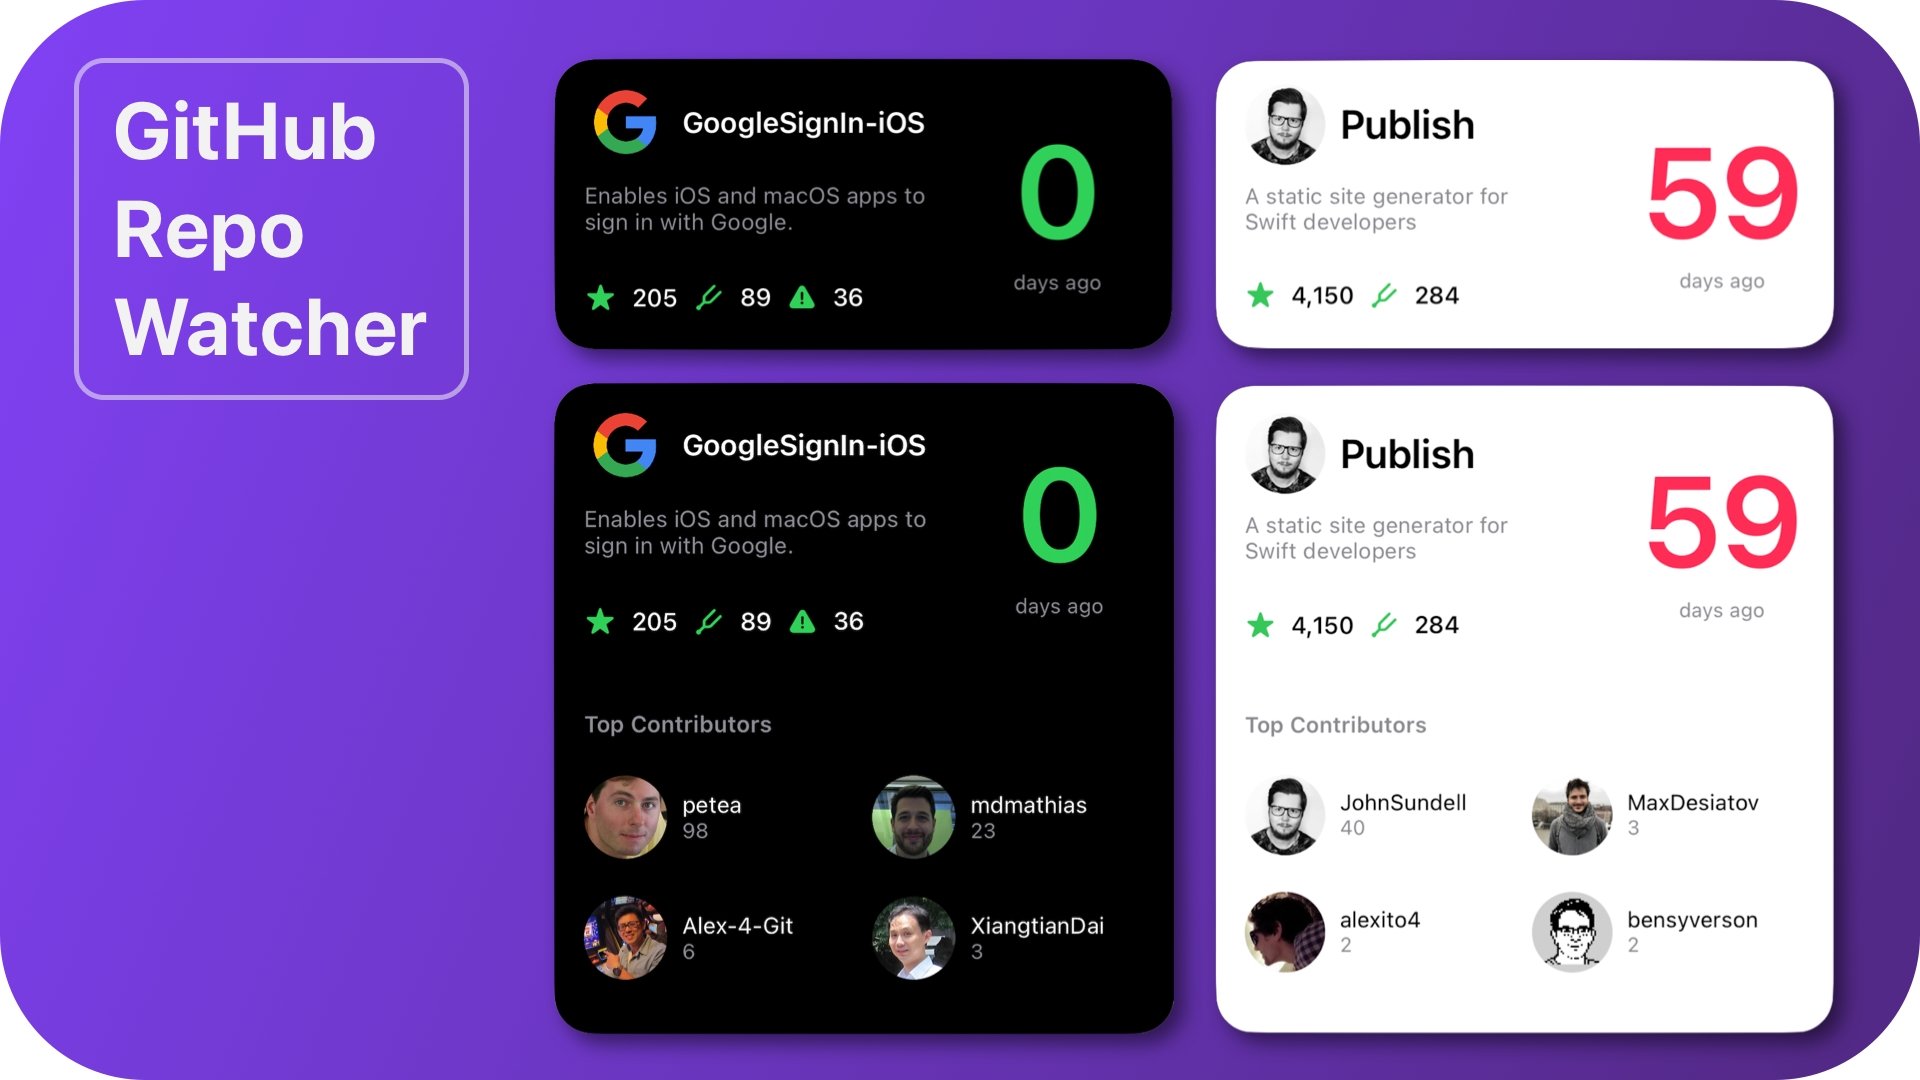 GitHub
Repo
Watcher
GoogleSignIn-iOS
Enables iOS and macOS apps to
sign in with Google.
205 89 36
0
days ago
Publish
A static site generator for
Swift developers
4,150 284
59
days ago
GoogleSignIn-iOS
Enables iOS and macOS apps to
sign in with Google.
205 89 36
0
days ago
Top Contributors
petea
98
mdmathias
23
Alex-4-Git
6
XiangtianDai
3
Publish
A static site generator for
Swift developers
4,150 284
59
days ago
Top Contributors
JohnSundell
40
MaxDesiatov
3
alexito4
2
bensyverson
2